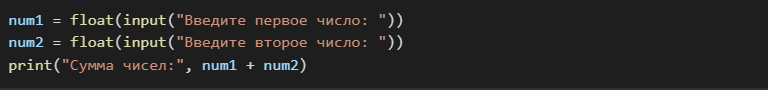 num1 = float(input("Введите первое число: "))
num2 = float(input("Введите второе число: "))
print("Сумма чисел:", num1 + num2)